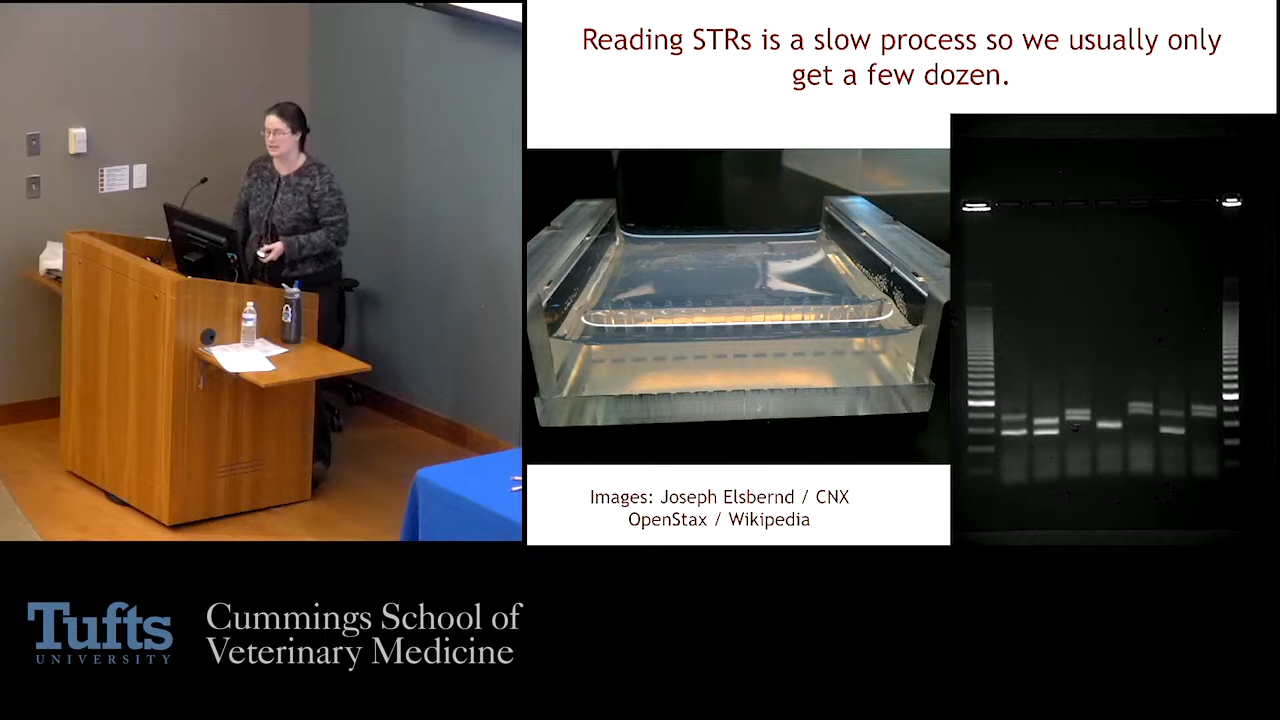 Reading STRs is a slow process so we usually only
get a few dozen.
Images: Joseph Elsbernd / CNX
OpenStax / Wikipedia
Tufts
UNIVERSITY
Cummings School of
Veterinary Medicine